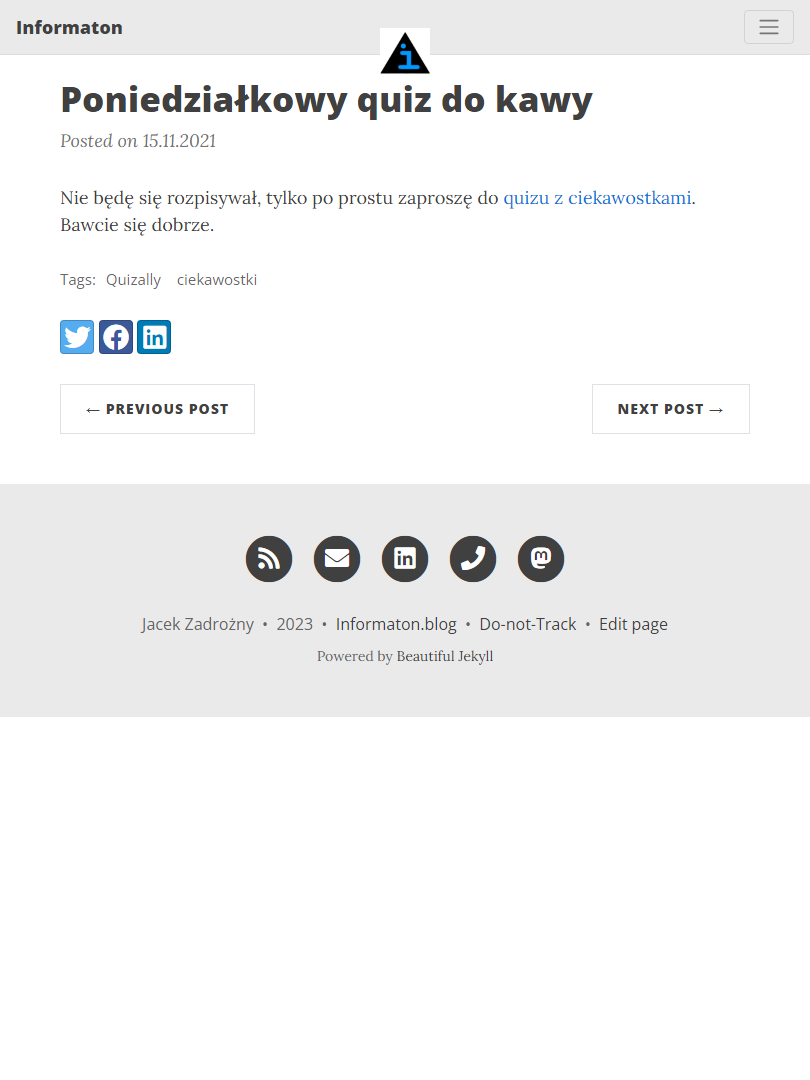 Informaton
Poniedziałkowy quiz do kawy
Posted on 15.11.2021
Nie będę się rozpisywał, tylko po prostu zaproszę do quizu z ciekawostkami.
Bawcie się dobrze.
Tags: Quizally ciekawostki
← PREVIOUS POST
NEXT POST →
Jacek Zadrożny • 2023 • Informaton.blog • Do-not-Track • Edit page
Powered by Beautiful Jekyll